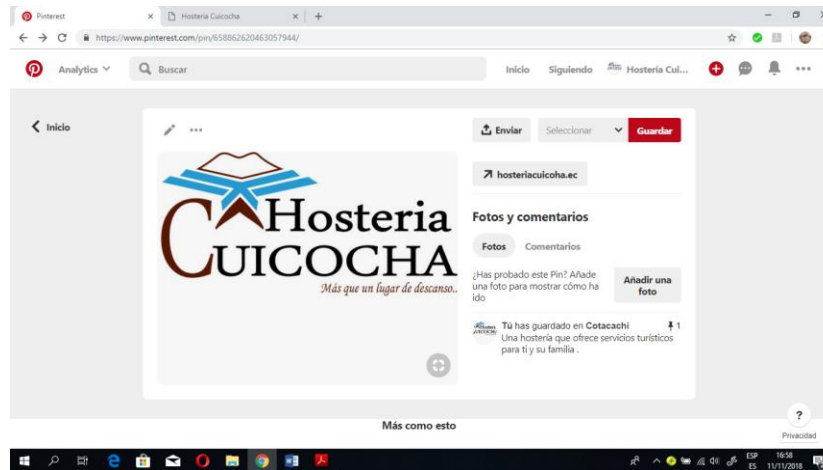 Pinterest
Hosteria Cuicocha
https://www.pinterest.com/pin/658862620463057944/
Analytics
Buscar
Inicio
Siguiendo
Hostería Cui...
Inicio
Enviar
Seleccionar
Guardar
hosteriacuicoha.ec
Hosteria
CUICOCHA
Más que un lugar de descanso..
Fotos y comentarios
Fotos
Comentarios
¿Has probado este Pin? Añade
una foto para mostrar cómo ha
ido
Añadir una
foto
Tú has guardado en Cotacachi
1
Una hostería que ofrece servicios turísticos
para ti y su familia .
Más como esto
?
Privacidad
ESP
ES
16:58
11/11/2018